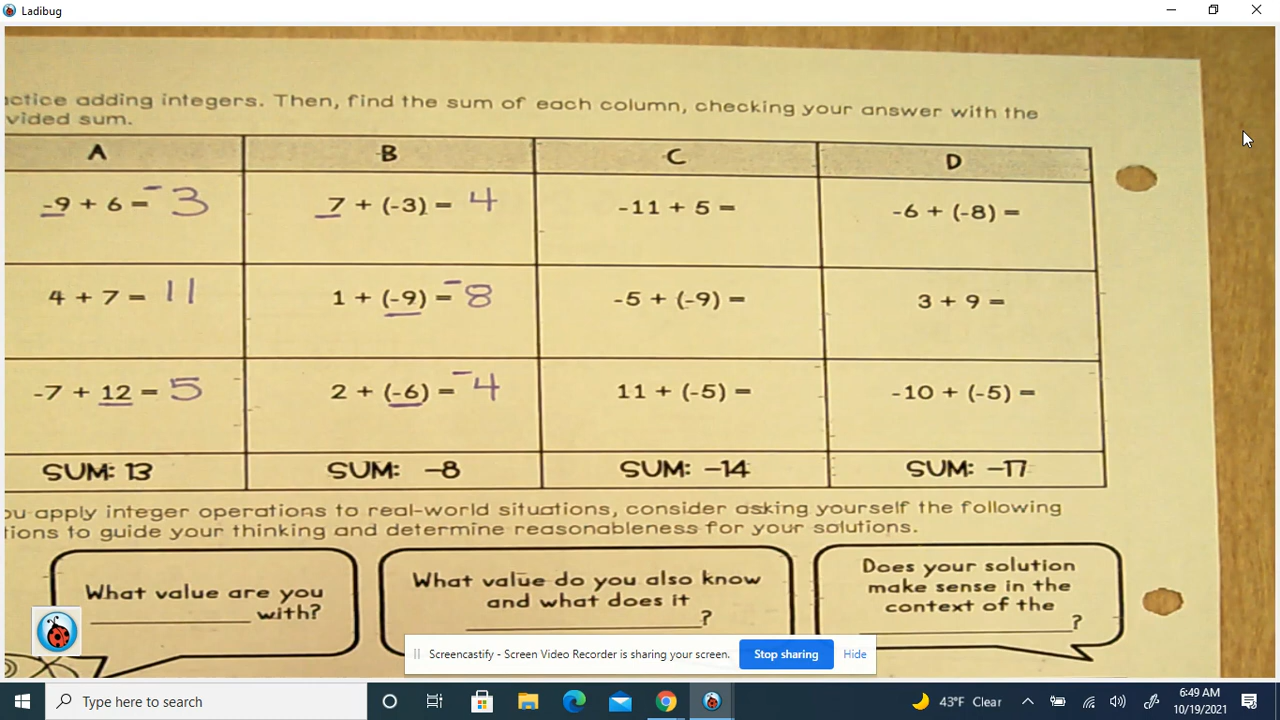 Ladibug
actice adding integers. Then, find the sum of each column, checking your answer with the
vided sum.
A B C D
-9 + 6 = -3 7 + (-3) = 4 -11 + 5 = -6 + (-8) =
4 + 7 = 11 1 + (-9) = -8 -5 + (-9) = 3 + 9 =
-7 + 12 = 5 2 + (-6) = -4 11 + (-5) = -10 + (-5) =
SUM: 13 SUM: -8 SUM: -14 SUM: -17
ou apply integer operations to real-world situations, consider asking yourself the following
tions to guide your thinking and determine reasonableness for your solutions.
What value are you
__________ with?
What value do you also know
and what does it
__________?
Does your solution
make sense in the
context of the
__________?
Screencastify - Screen Video Recorder is sharing your screen. Stop sharing Hide
Type here to search
43°F Clear
6:49 AM
10/19/2021